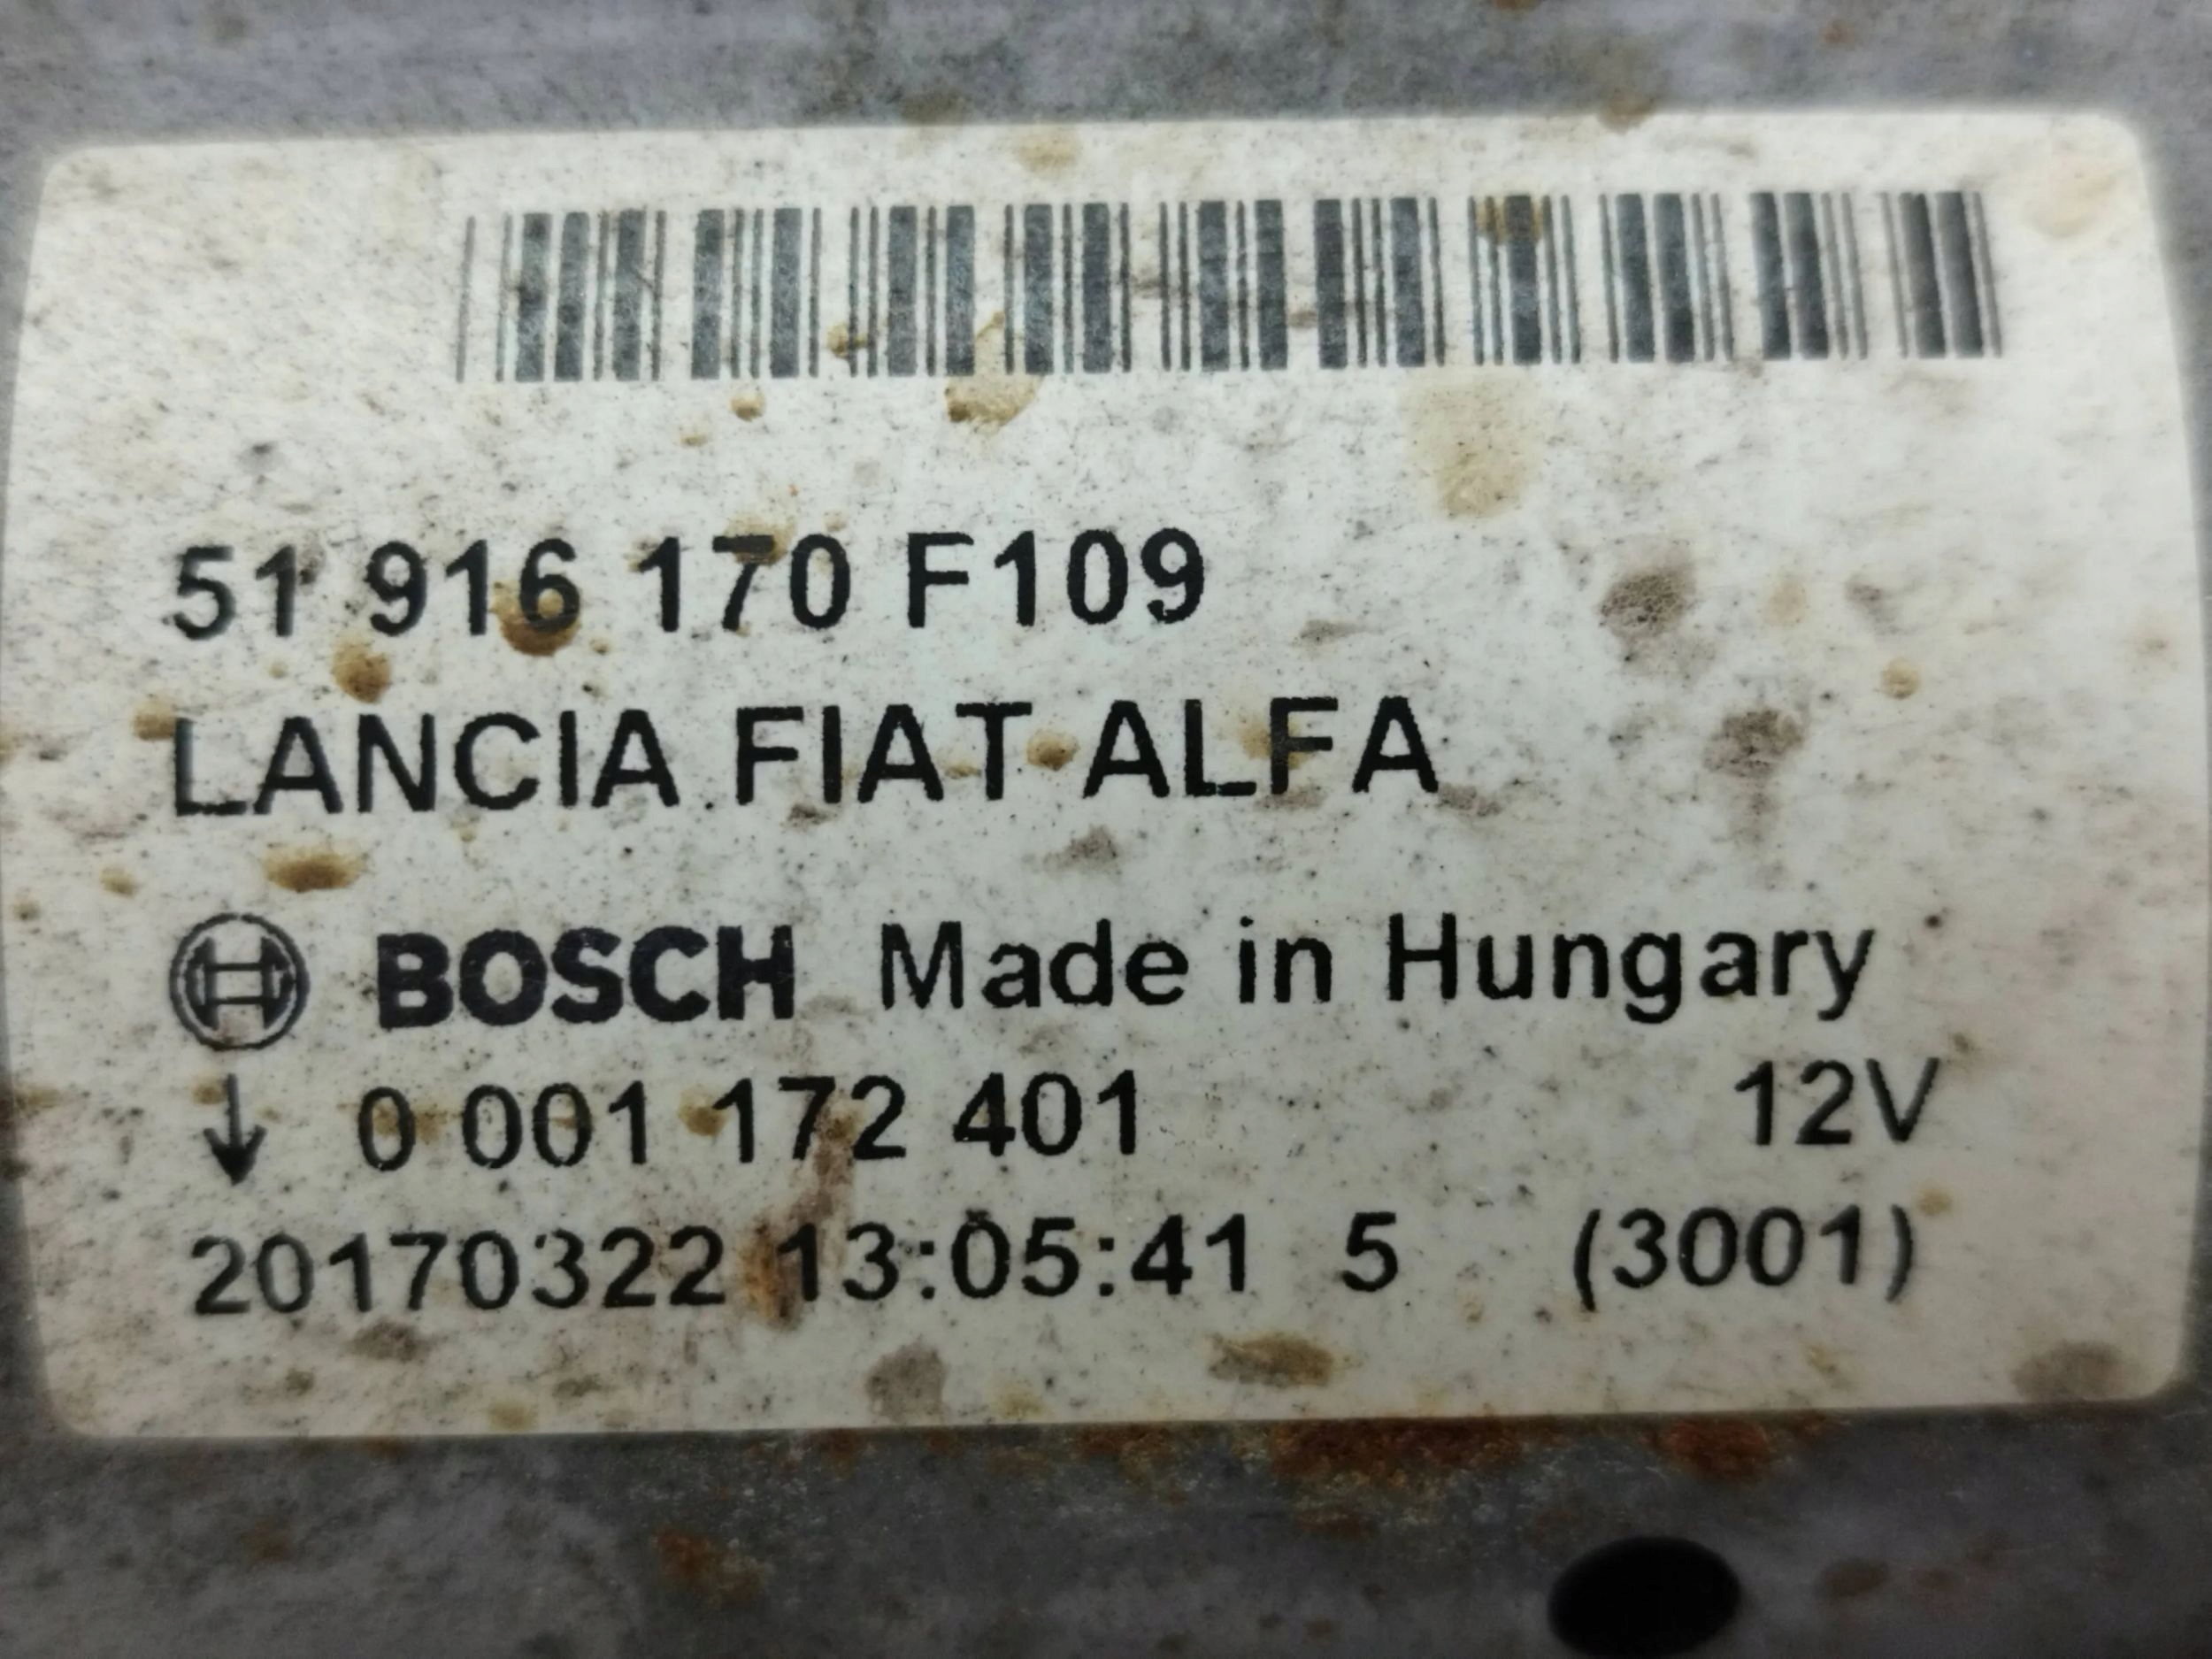 51 916 170 F109
LANCIA FIAT ALFA
BOSCH Made in Hungary
↓ 0 001 172 401 12V
20170322 13:05:41 5 (3001)